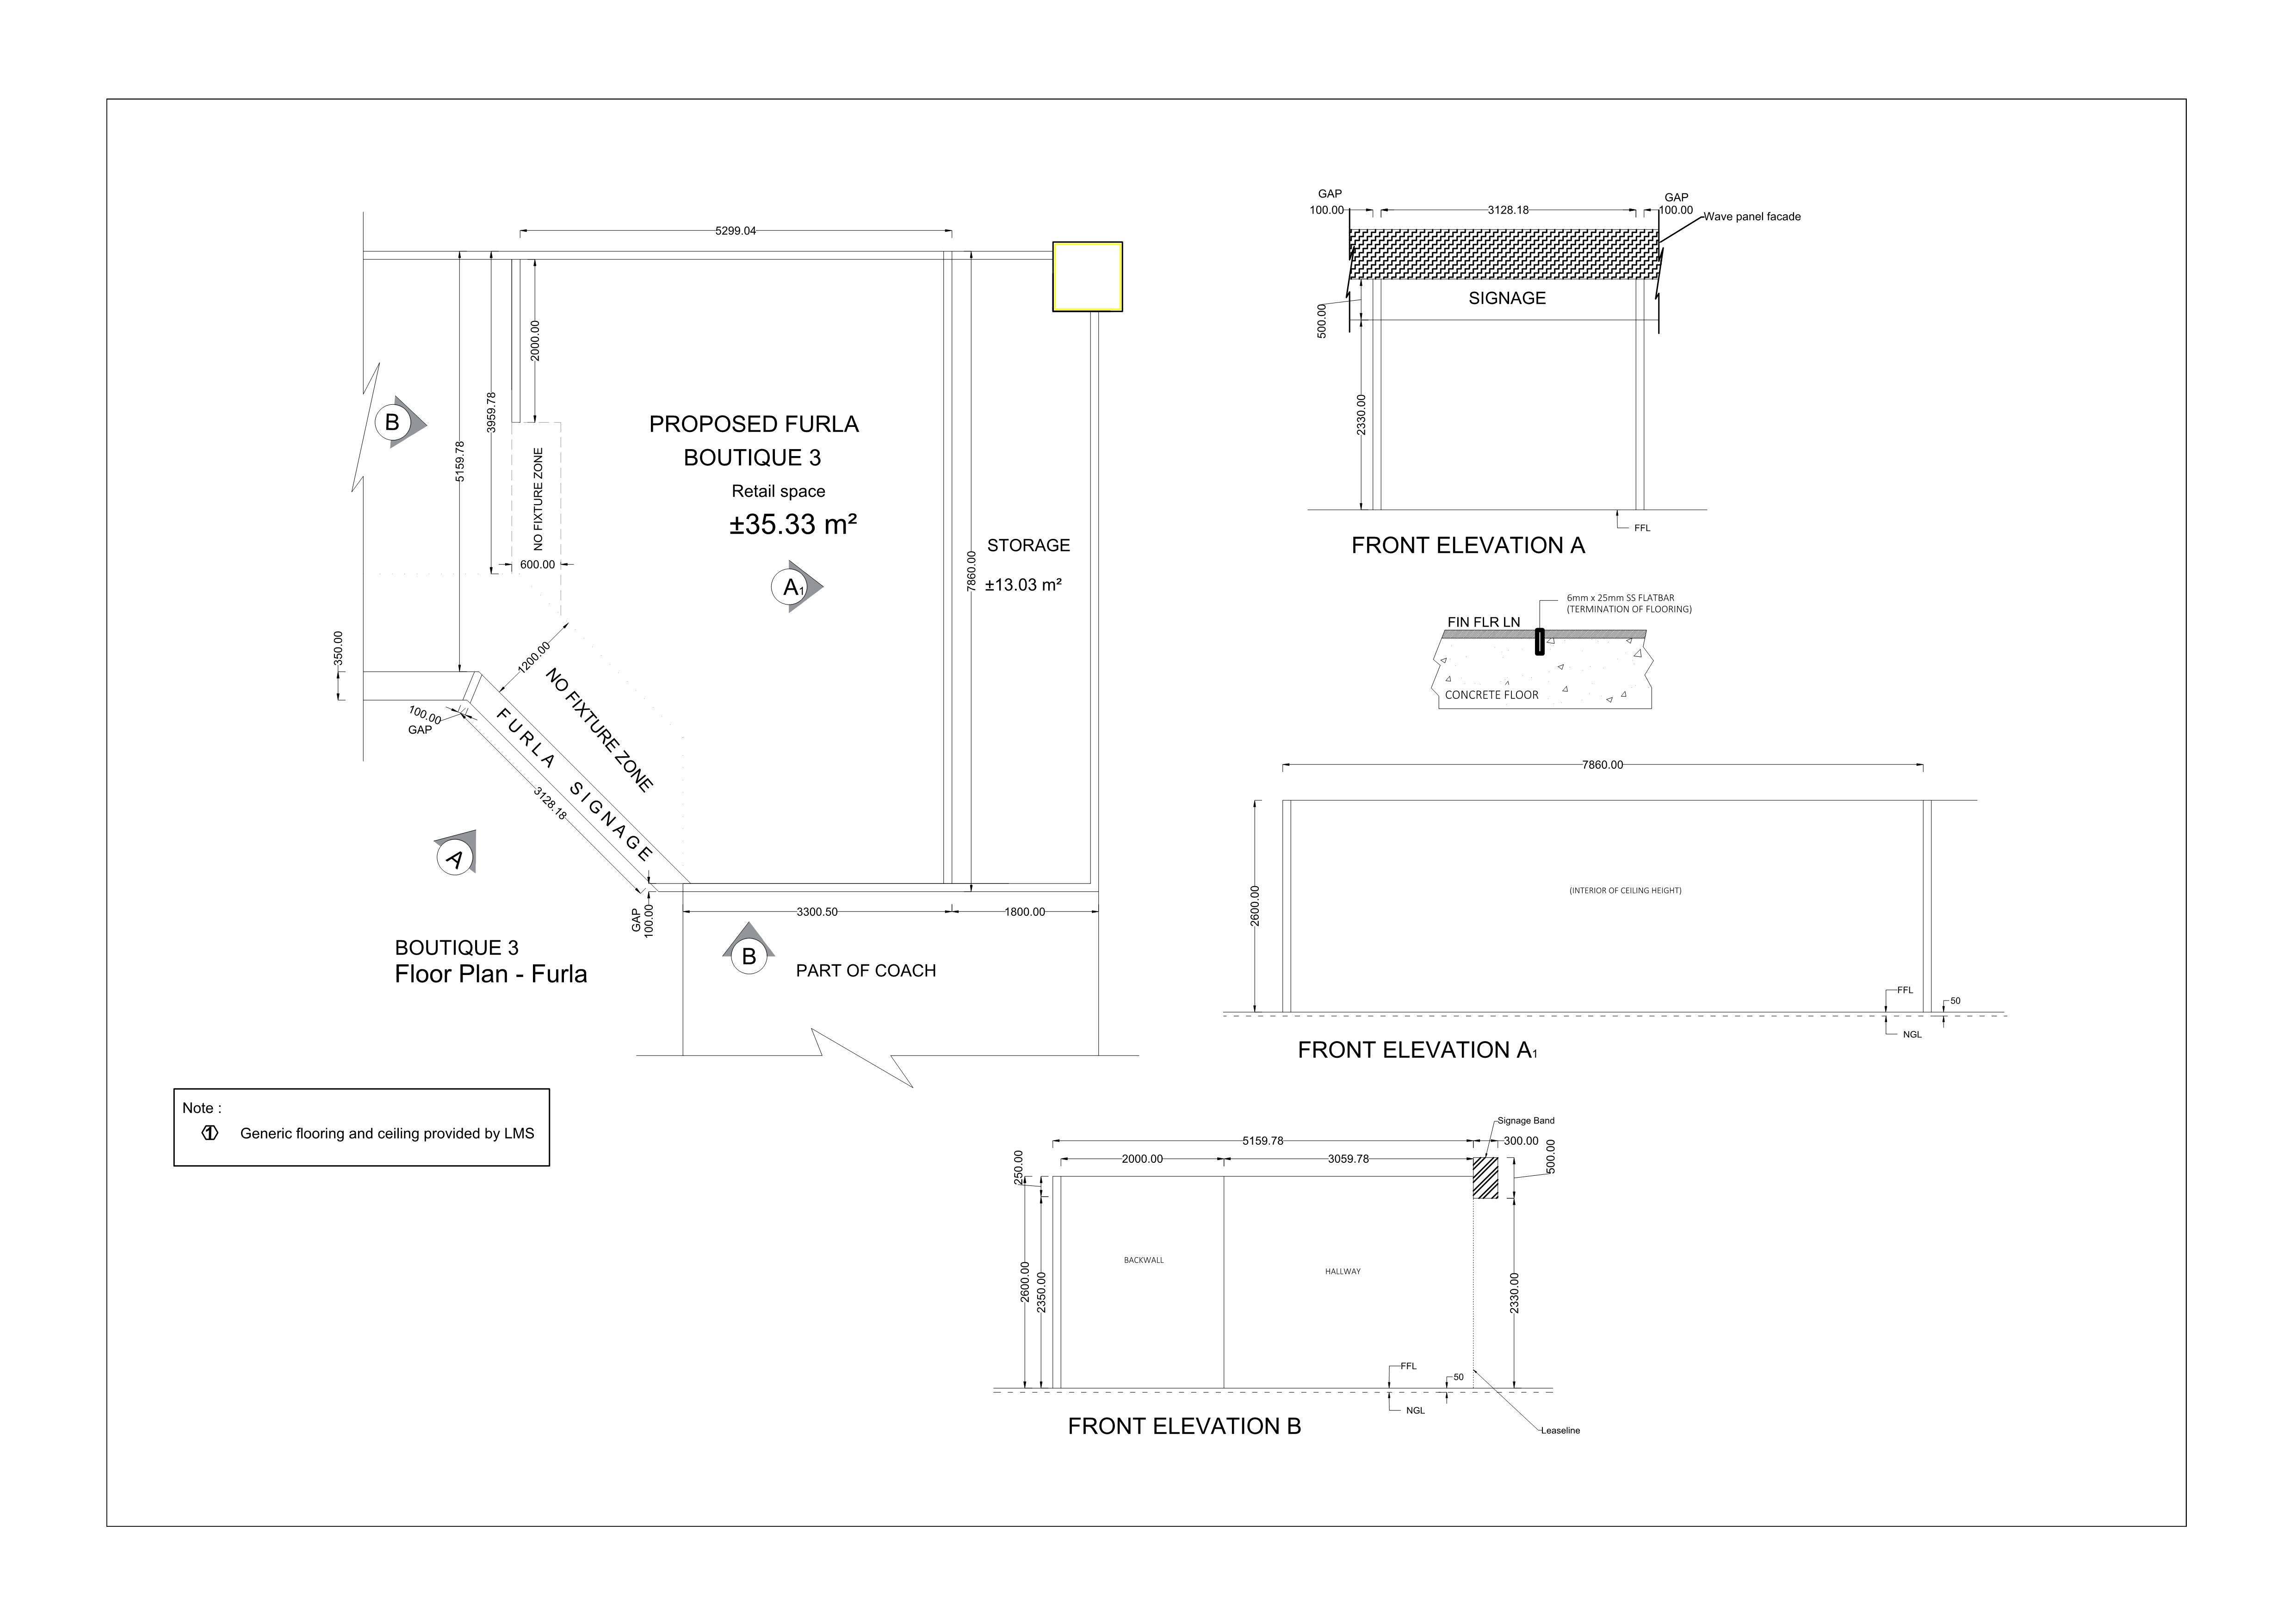 5299.04
2000.00
3959.78
5159.78
B
NO FIXTURE ZONE
600.00
PROPOSED FURLA
BOUTIQUE 3
Retail space
±35.33 m²
A1
7860.00
STORAGE
±13.03 m²
350.00
1200.00
NO FIXTURE ZONE
100.00
GAP
FURLA SIGNAGE
3128.18
A
GAP
100.00
3300.50
1800.00
B
PART OF COACH
BOUTIQUE 3
Floor Plan - Furla
Note :
1 Generic flooring and ceiling provided by LMS
GAP
100.00
3128.18
GAP
100.00
Wave panel facade
SIGNAGE
500.00
2330.00
FFL
FRONT ELEVATION A
6mm x 25mm SS FLATBAR
(TERMINATION OF FLOORING)
FIN FLR LN
CONCRETE FLOOR
7860.00
2600.00
(INTERIOR OF CEILING HEIGHT)
FFL
50
NGL
FRONT ELEVATION A1
Signage Band
5159.78
300.00
2000.00
3059.78
250.00
500.00
BACKWALL
HALLWAY
2600.00
2350.00
2330.00
FFL
50
NGL
FRONT ELEVATION B
Leaseline